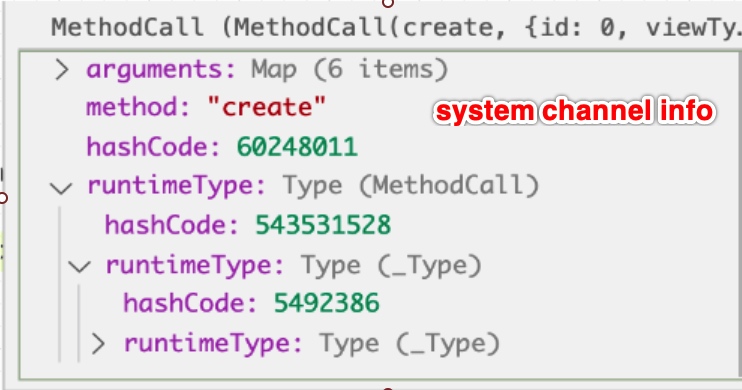 MethodCall (MethodCall(create, {id: 0, viewTy.
> arguments: Map (6 items)
method: "create"
system channel info
hashCode: 60248011
runtimeType: Type (MethodCall)
hashCode: 543531528
runtimeType: Type (_Type)
hashCode: 5492386
> runtimeType: Type (_Type)